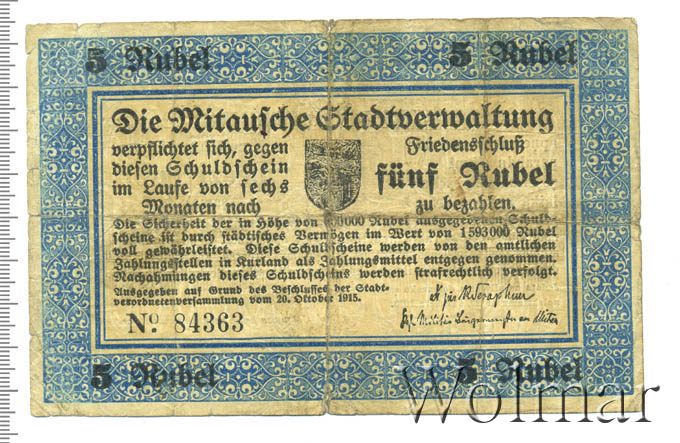 5 Rubel 5 Rubel
Die Mitausche Stadtverwaltung
verpflichtet sich, gegen Friedensschluß
diesen Schuldschein fünf Rubel
im Laufe von sechs
Monaten nach zu bezahlen.
Die Sicherheit der in Höhe von 000 Rubel ausgegebenen Schuld-
scheine ist durch städtisches Vermögen im Wert von 1593000 Rubel
voll gewährleistet. Diese Schuldscheine werden von den amtlichen
Zahlungsstellen in Kurland als Zahlungsmittel entgegen genommen.
Nachahmungen dieses Schuldscheins werden strafrechtlich verfolgt.
Ausgegeben auf Grund des Beschlusses der Stadt-
verordnetenversammlung vom 20. Oktober 1915.
No. 84363
5 Rubel 5 Rubel
Wolmar